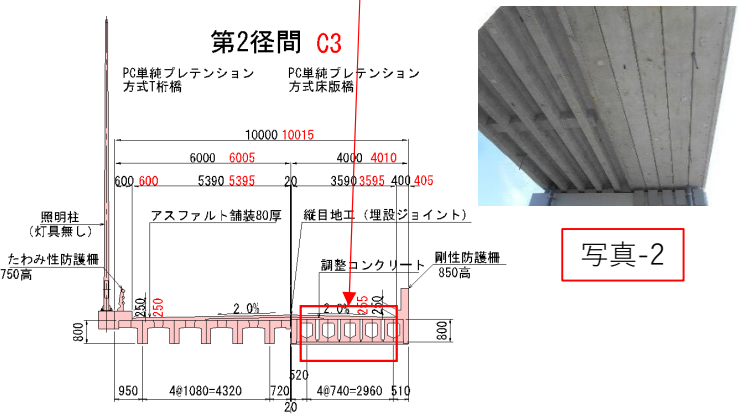 第2径間 C3
PC単純プレテンション
方式T桁橋
PC単純プレテンション
方式床版橋
10000 10015
6000 6005
4000 4010
600 600
5390 5395
20
3590 3595
400 405
照明柱
(灯具無し)
アスファルト舗装80厚
縦目地工(埋設ジョイント)
たわみ性防護柵
750高
調整コンクリート
剛性防護柵
850高
250
250
2.0%
2.0%
255
250
800
800
950
4@1080=4320
720
520
4@740=2960
510
20
写真-2